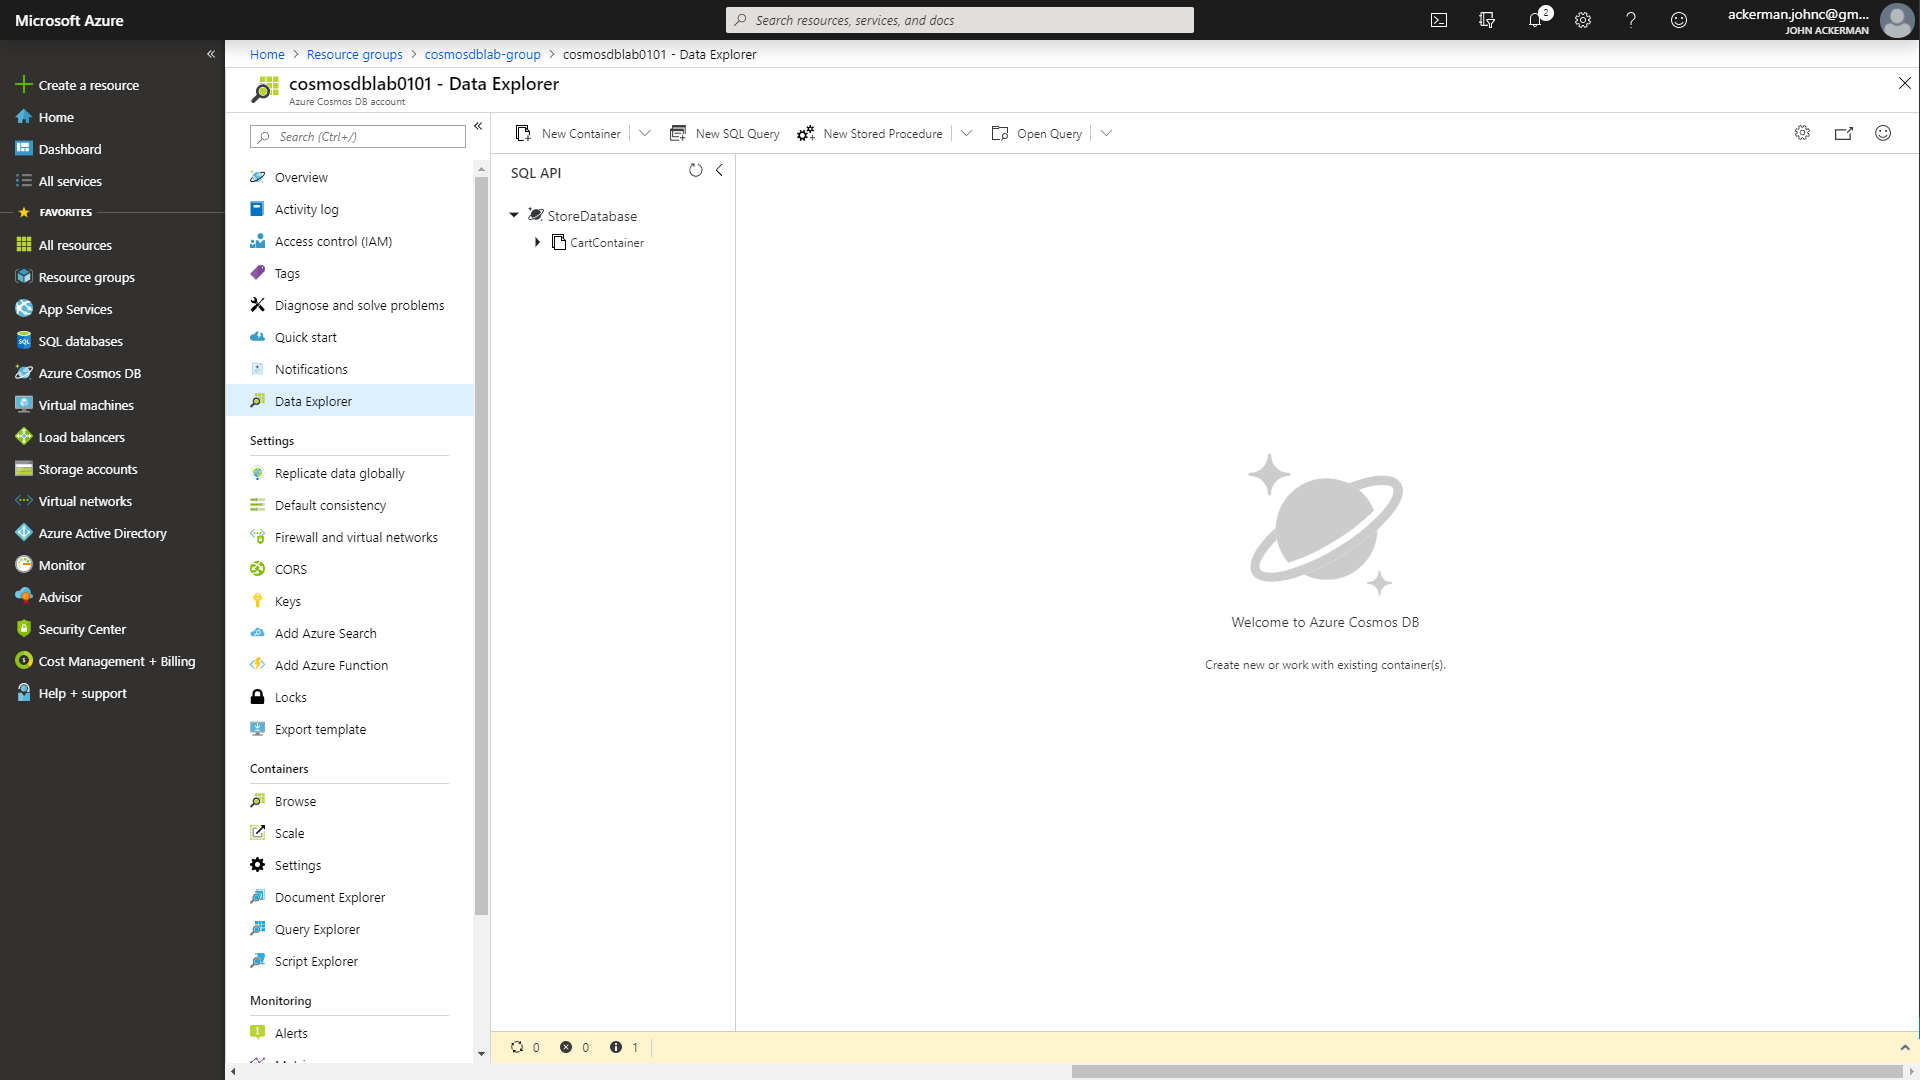 Microsoft Azure
Search resources, services, and docs
2
ackerman.johnc@gm...
JOHN ACKERMAN
Create a resource
Home
Dashboard
All services
FAVORITES
All resources
Resource groups
App Services
SQL databases
Azure Cosmos DB
Virtual machines
Load balancers
Storage accounts
Virtual networks
Azure Active Directory
Monitor
Advisor
Security Center
Cost Management + Billing
Help + support
Home > Resource groups > cosmosdblab-group > cosmosdblab0101 - Data Explorer
cosmosdblab0101 - Data Explorer
Azure Cosmos DB account
Search (Ctrl+/)
Overview
Activity log
Access control (IAM)
Tags
Diagnose and solve problems
Quick start
Notifications
Data Explorer
Settings
Replicate data globally
Default consistency
Firewall and virtual networks
CORS
Keys
Add Azure Search
Add Azure Function
Locks
Export template
Containers
Browse
Scale
Settings
Document Explorer
Query Explorer
Script Explorer
Monitoring
Alerts
New Container
New SQL Query
New Stored Procedure
Open Query
SQL API
StoreDatabase
CartContainer
Welcome to Azure Cosmos DB
Create new or work with existing container(s).
0 0 1